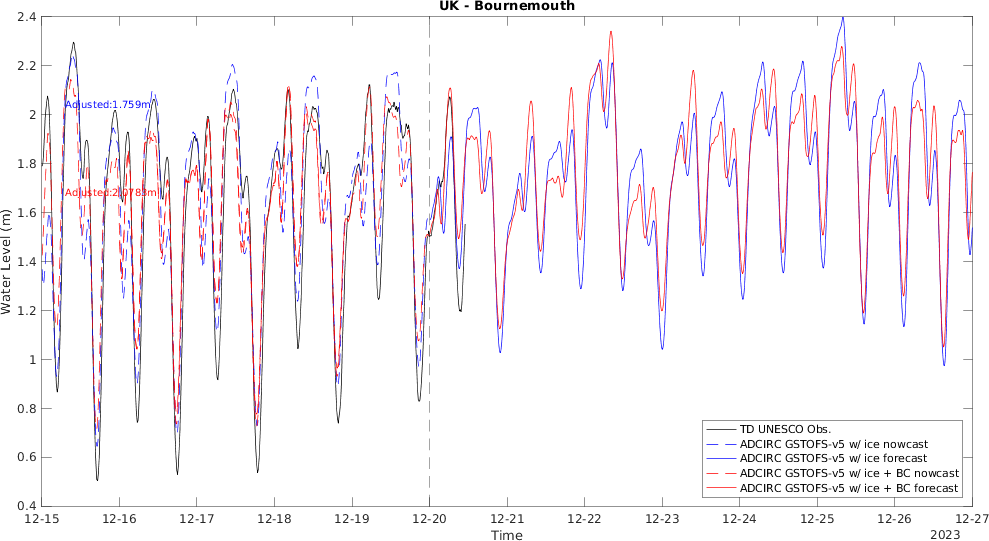 UK - Bournemouth
Water Level (m)
2.4
2.2
2
1.8
1.6
1.4
1.2
1
0.8
0.6
0.4
Adjusted:1.759m
Adjusted:2.0783m
TD UNESCO Obs.
ADCIRC GSTOFS-v5 w/ ice nowcast
ADCIRC GSTOFS-v5 w/ ice forecast
ADCIRC GSTOFS-v5 w/ ice + BC nowcast
ADCIRC GSTOFS-v5 w/ ice + BC forecast
12-15 12-16 12-17 12-18 12-19 12-20 12-21 12-22 12-23 12-24 12-25 12-26 12-27
Time
2023